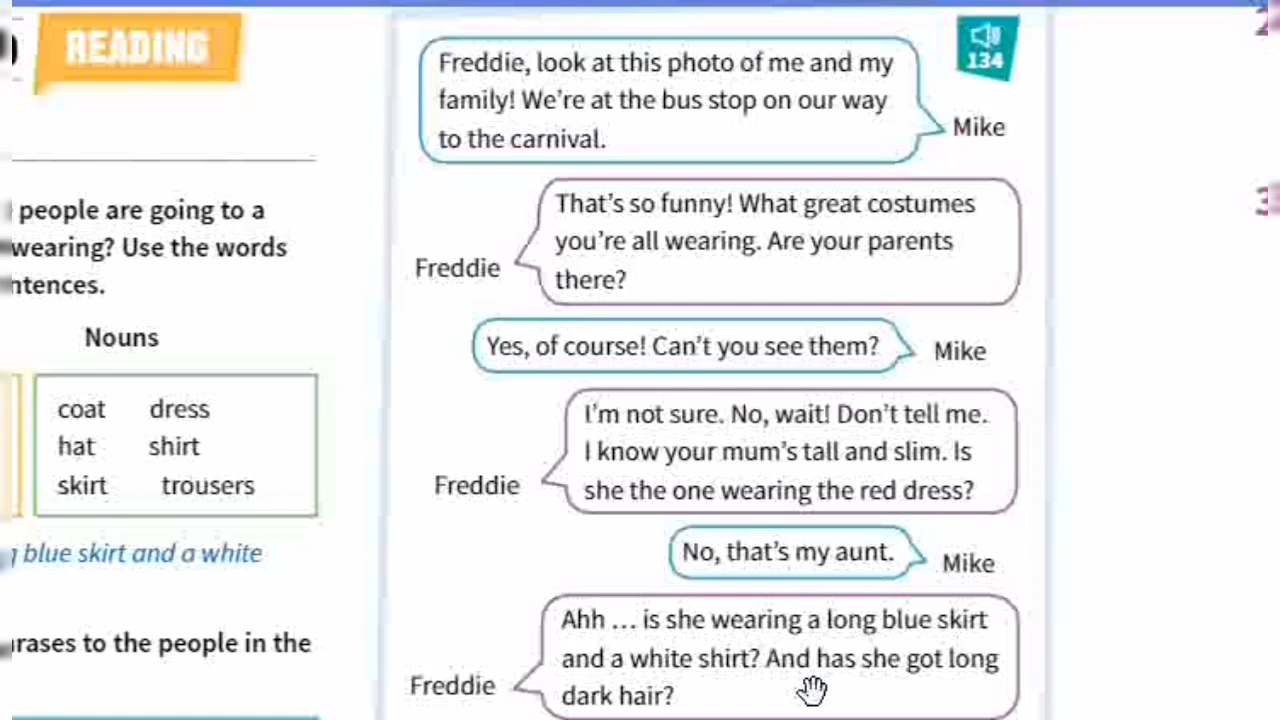 READING
people are going to a
wearing? Use the words
Nouns
coat dress
hat shirt
skirt trousers
blue skirt and a white
to the people in the
134
Freddie, look at this photo of me and my
family! We're at the bus stop on our way
to the carnival.
Mike
That's so funny! What great costumes
you're all wearing. Are your parents
there?
Freddie
Yes, of course! Can't you see them?
Mike
I'm not sure. No, wait! Don't tell me.
I know your mum's tall and slim. Is
she the one wearing the red dress?
Freddie
No, that's my aunt.
Mike
Ahh ... is she wearing a long blue skirt
and a white shirt? And has she got long
dark hair?
Freddie